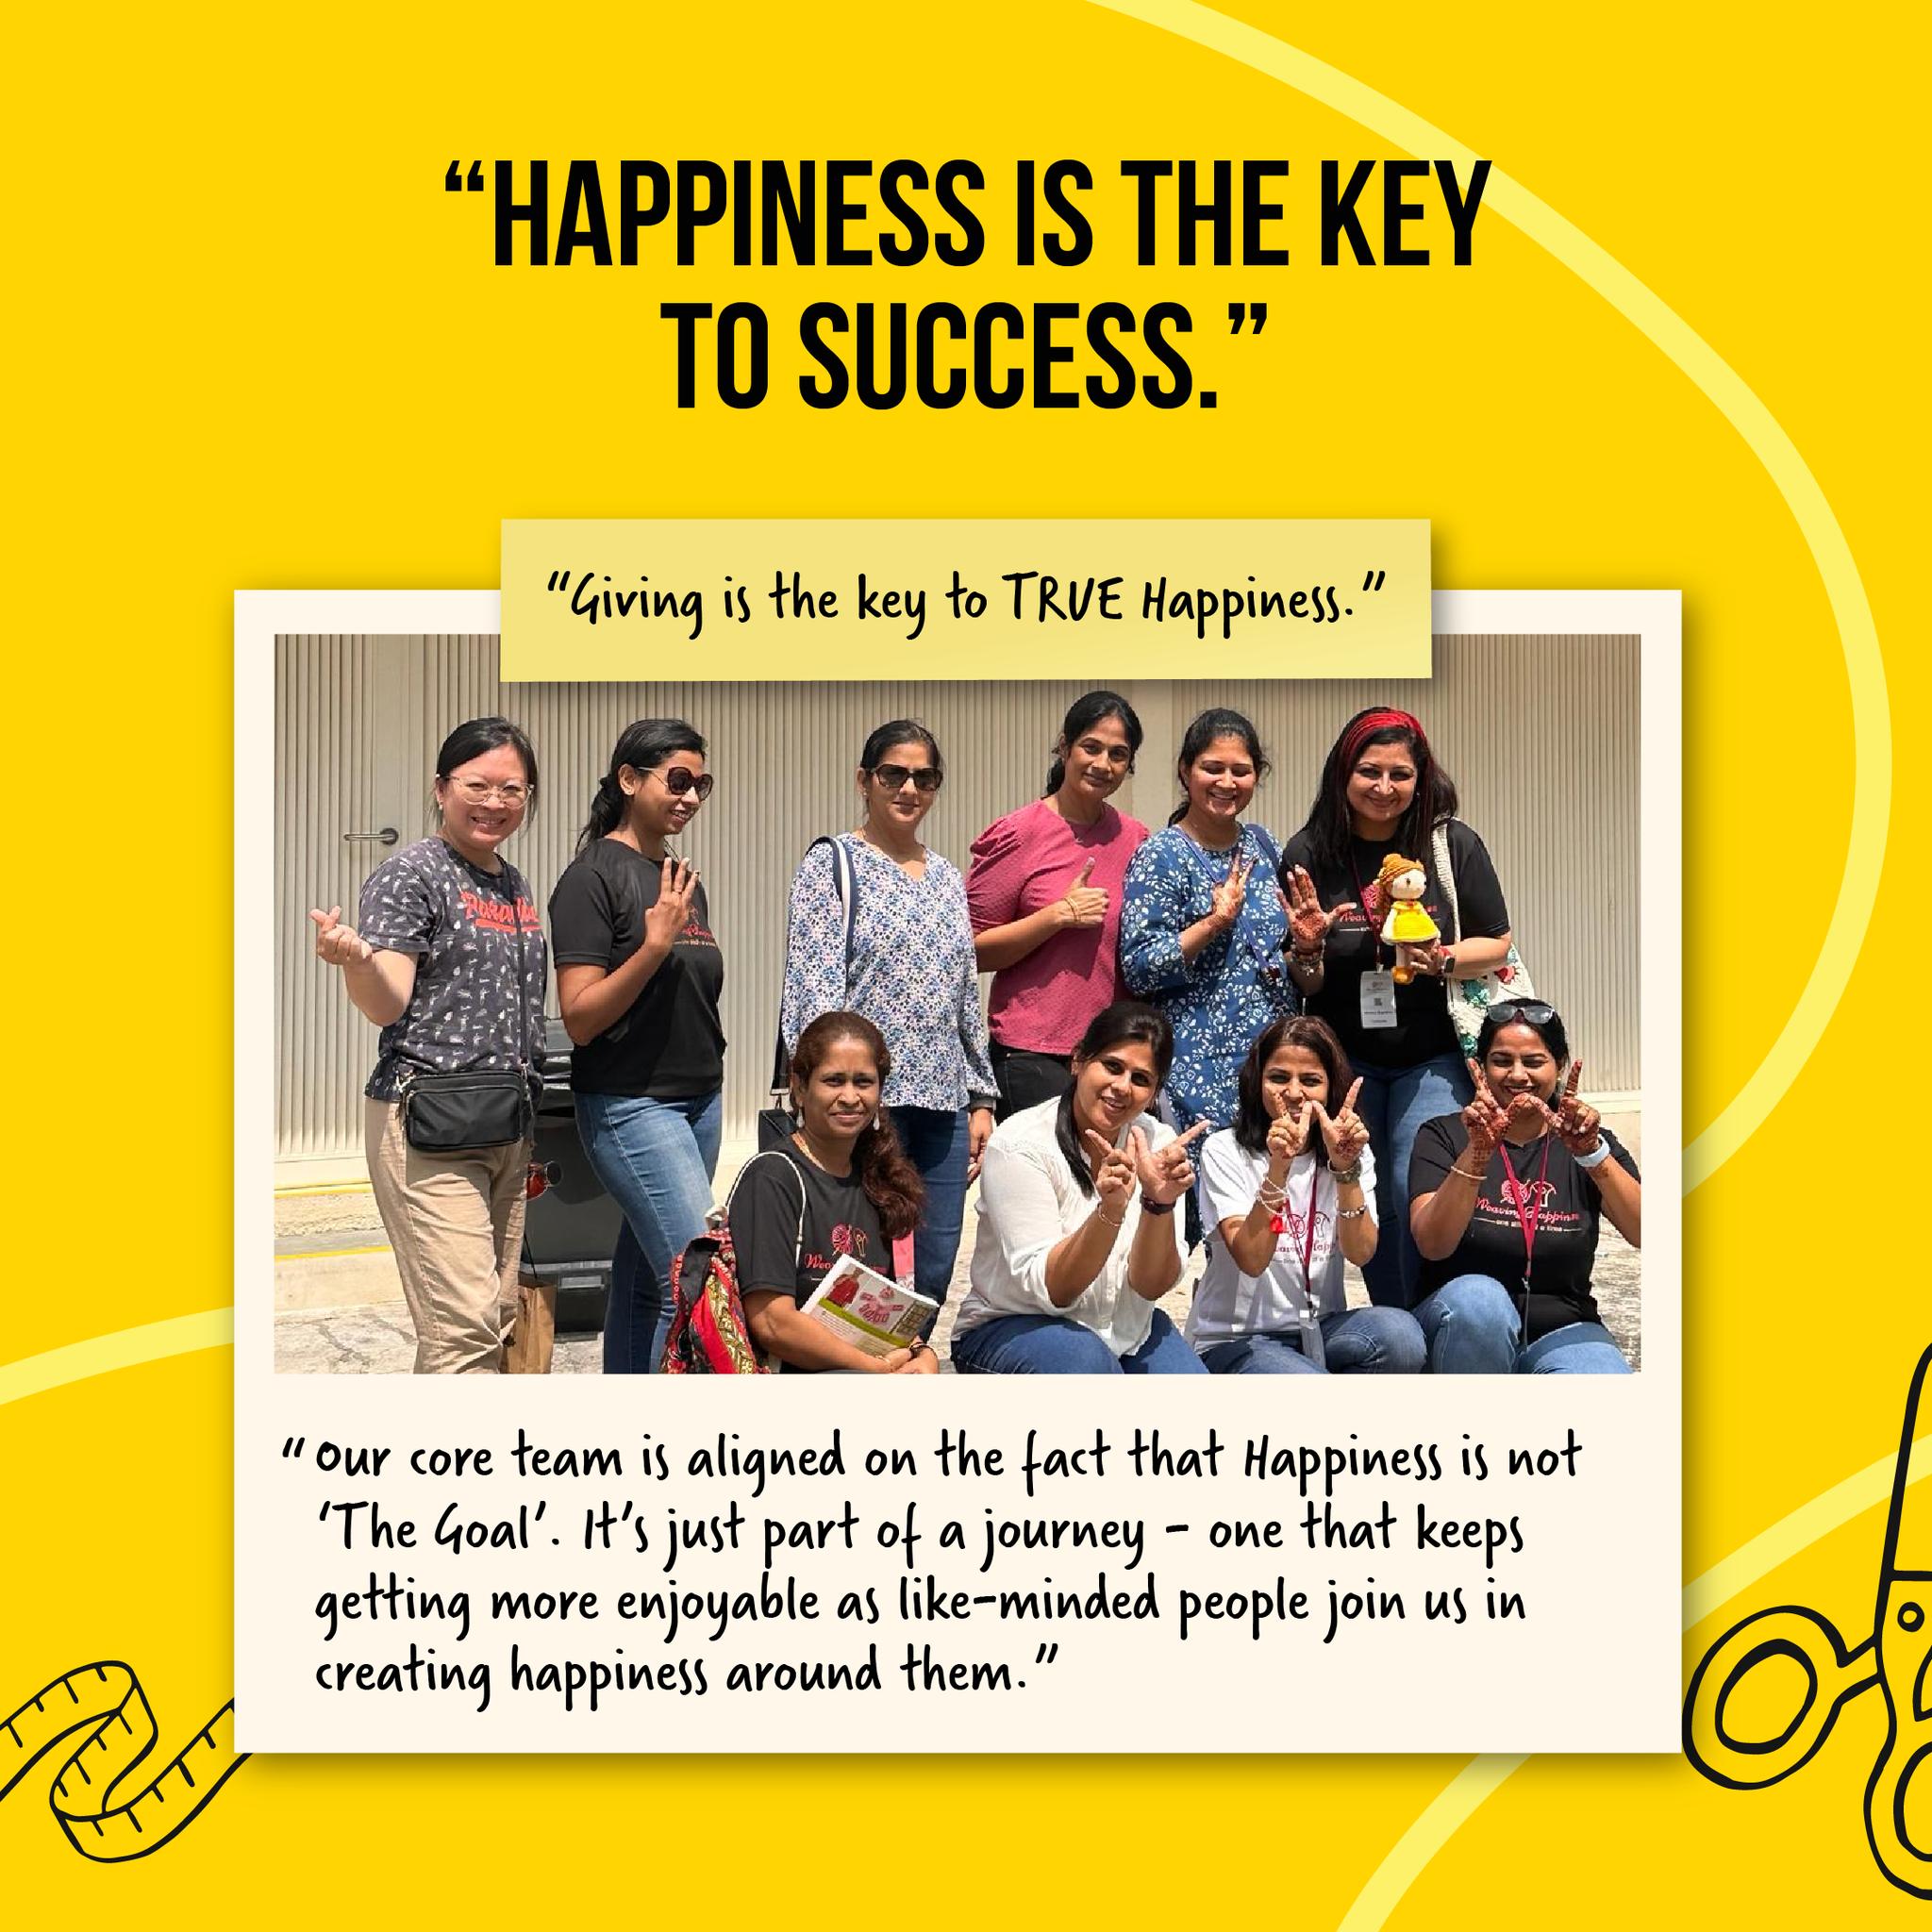 “HAPPINESS IS THE KEY
TO SUCCESS.”
“Giving is the key to TRUE Happiness.”
“Our core team is aligned on the fact that Happiness is not
‘The Goal’. It’s just part of a journey – one that keeps
getting more enjoyable as like-minded people join us in
creating happiness around them.”